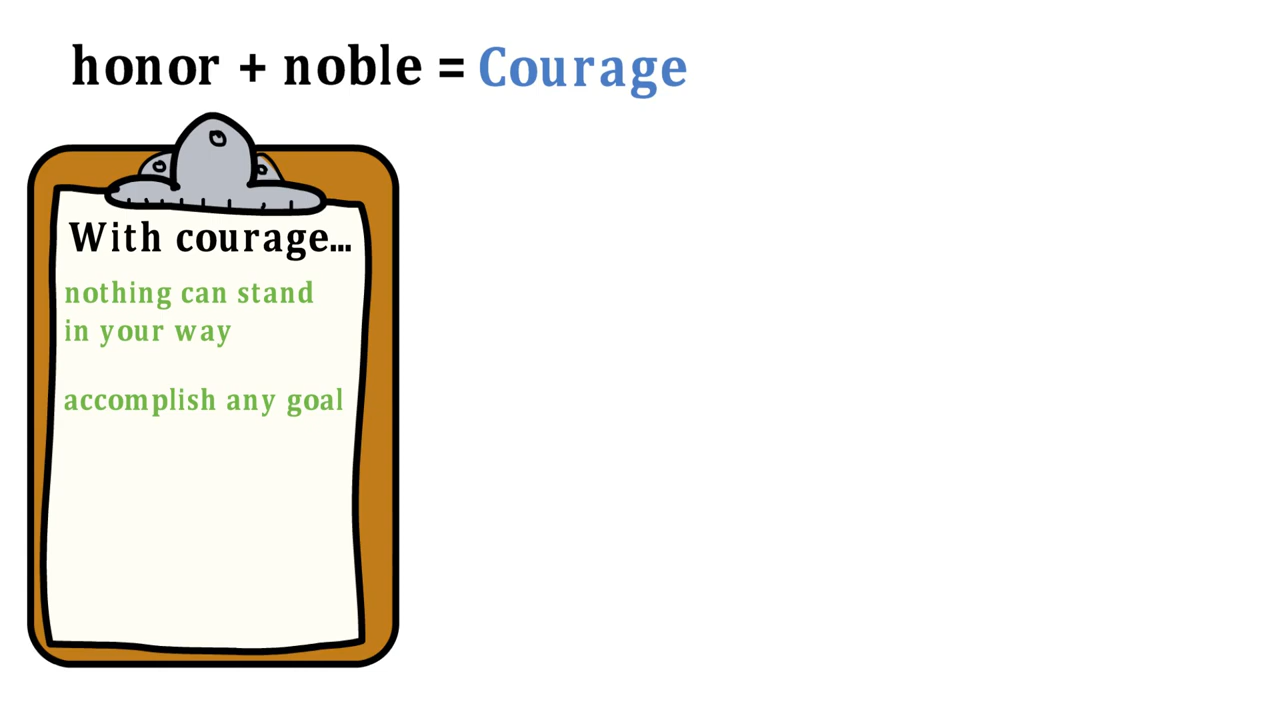 honor + noble = Courage
With courage...
nothing can stand
in your way
accomplish any goal